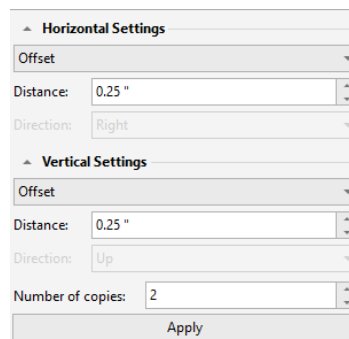 Horizontal Settings
Offset
Distance: 0.25 "
Direction: Right
Vertical Settings
Offset
Distance: 0.25 "
Direction: Up
Number of copies: 2
Apply